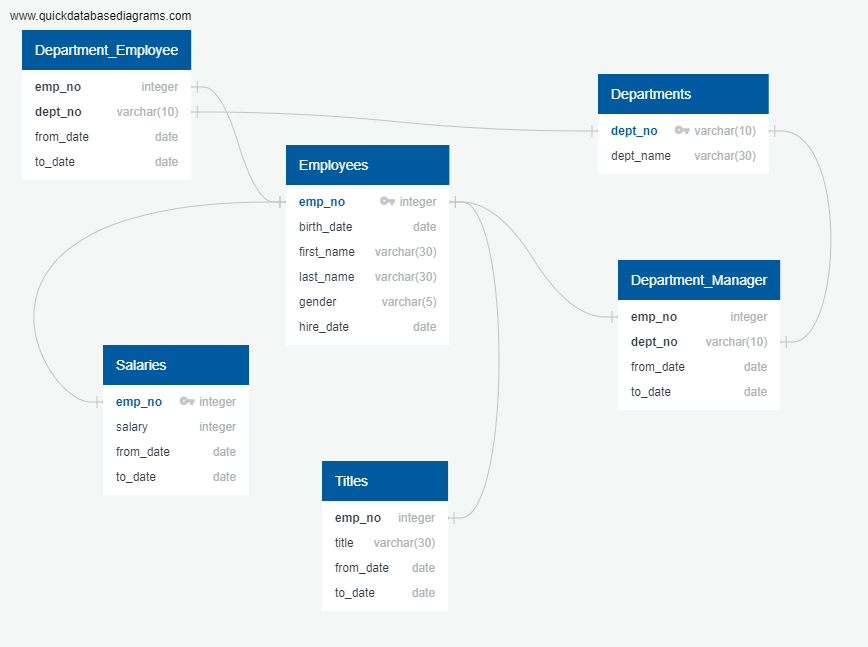 www.quickdatabasediagrams.com
Department_Employee
emp_no integer
dept_no varchar(10)
from_date date
to_date date
Departments
dept_no varchar(10)
dept_name varchar(30)
Employees
emp_no integer
birth_date date
first_name varchar(30)
last_name varchar(30)
gender varchar(5)
hire_date date
Department_Manager
emp_no integer
dept_no varchar(10)
from_date date
to_date date
Salaries
emp_no integer
salary integer
from_date date
to_date date
Titles
emp_no integer
title varchar(30)
from_date date
to_date date